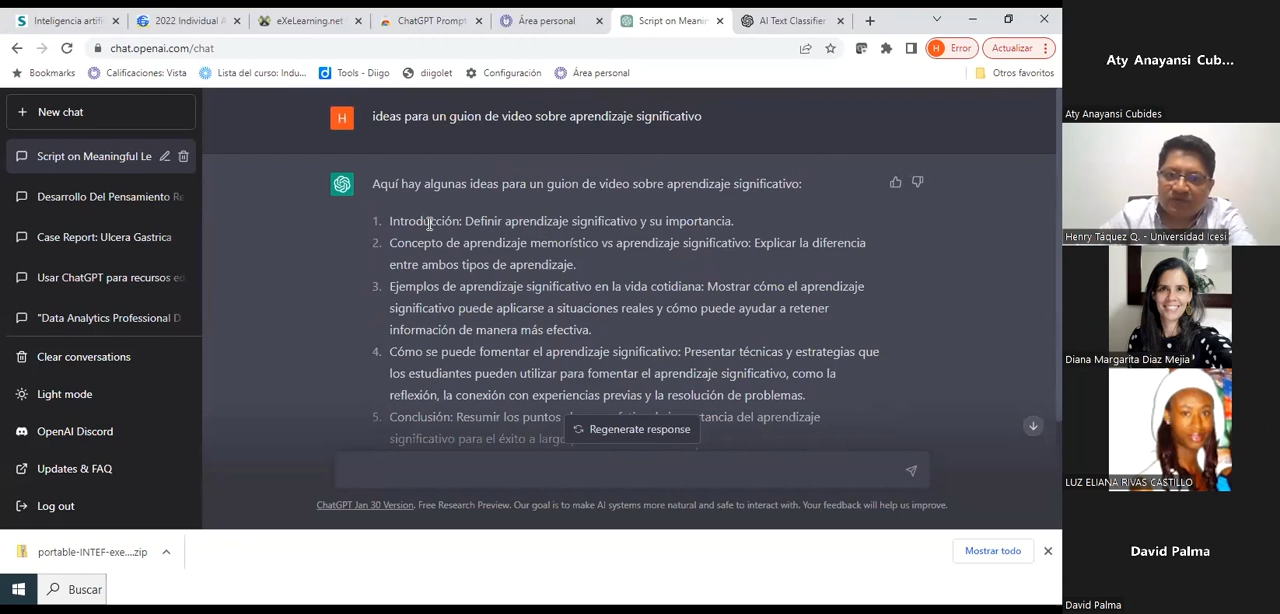 Inteligencia artific
2022 Individual A
eXeLearning.net
ChatGPT Prompt
Área personal
Script on Meanin
AI Text Classifier
chat.openai.com/chat
H Error
Actualizar
Bookmarks
Calificaciones: Vista
Lista del curso: Indu...
Tools - Diigo
diigolet
Configuración
Área personal
Otros favoritos
New chat
Script on Meaningful Le
Desarrollo Del Pensamiento Re
Case Report: Ulcera Gastrica
Usar ChatGPT para recursos ed
"Data Analytics Professional D
Clear conversations
Light mode
OpenAI Discord
Updates & FAQ
Log out
H
ideas para un guion de video sobre aprendizaje significativo
Aquí hay algunas ideas para un guion de video sobre aprendizaje significativo:
1. Introducción: Definir aprendizaje significativo y su importancia.
2. Concepto de aprendizaje memorístico vs aprendizaje significativo: Explicar la diferencia
entre ambos tipos de aprendizaje.
3. Ejemplos de aprendizaje significativo en la vida cotidiana: Mostrar cómo el aprendizaje
significativo puede aplicarse a situaciones reales y cómo puede ayudar a retener
información de manera más efectiva.
4. Cómo se puede fomentar el aprendizaje significativo: Presentar técnicas y estrategias que
los estudiantes pueden utilizar para fomentar el aprendizaje significativo, como la
reflexión, la conexión con experiencias previas y la resolución de problemas.
5. Conclusión: Resumir los puntos importancia del aprendizaje
significativo para el éxito a largo
Regenerate response
ChatGPT Jan 30 Version. Free Research Preview. Our goal is to make AI systems more natural and safe to interact with. Your feedback will help us improve.
portable-INTEF-exe....zip
Mostrar todo
Buscar
Aty Anayansi Cub...
Aty Anayansi Cubides
Henry Taquez Q. - Universidad Icesi
Diana Margarita Diaz Mejia
LUZ ELIANA RIVAS CASTILLO
David Palma
David Palma